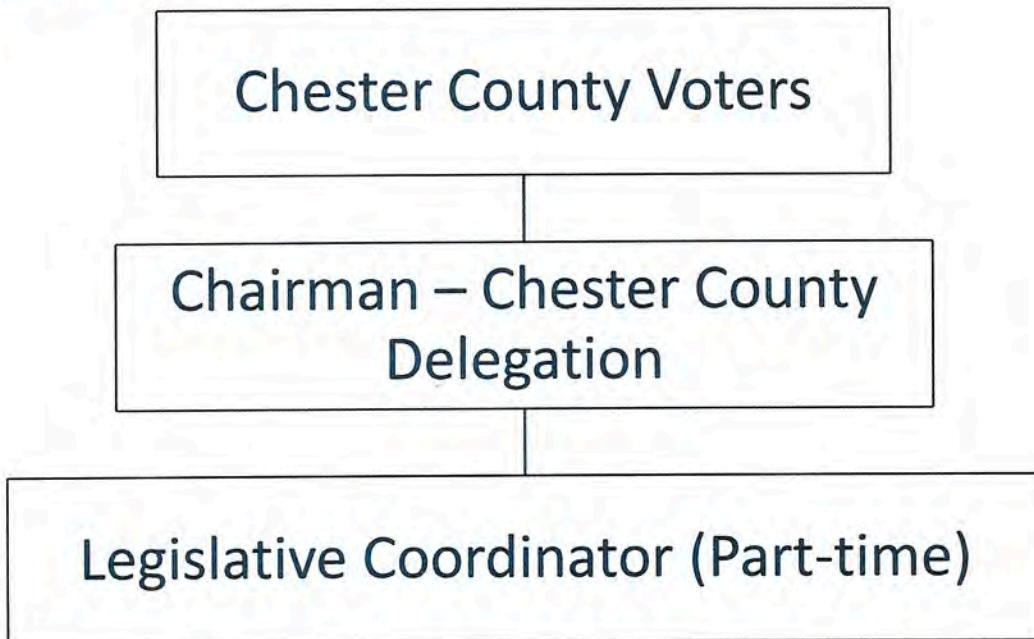 Chester County Voters
Chairman – Chester County
Delegation
Legislative Coordinator (Part-time)